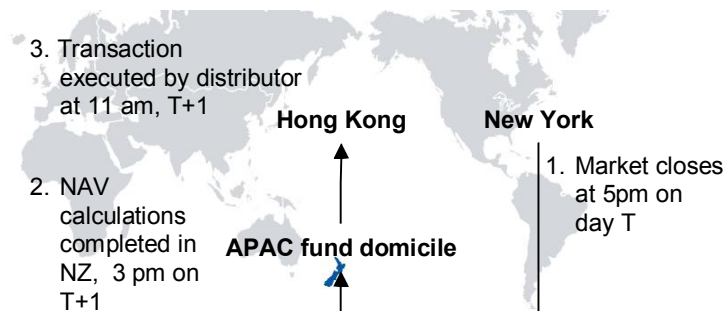 3. Transaction
executed by distributor
at 11 am, T+1
Hong Kong
New York
1. Market closes
at 5pm on
day T
2. NAV
calculations
completed in
NZ, 3 pm on
T+1
APAC fund domicile